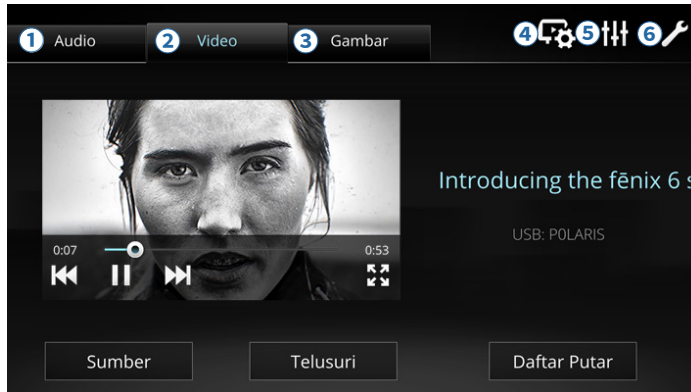 1 Audio
2 Video
3 Gambar
4
5
6
Introducing the fēnix 6 s
USB: P0LARIS
0:07
0:53
Sumber
Telusuri
Daftar Putar